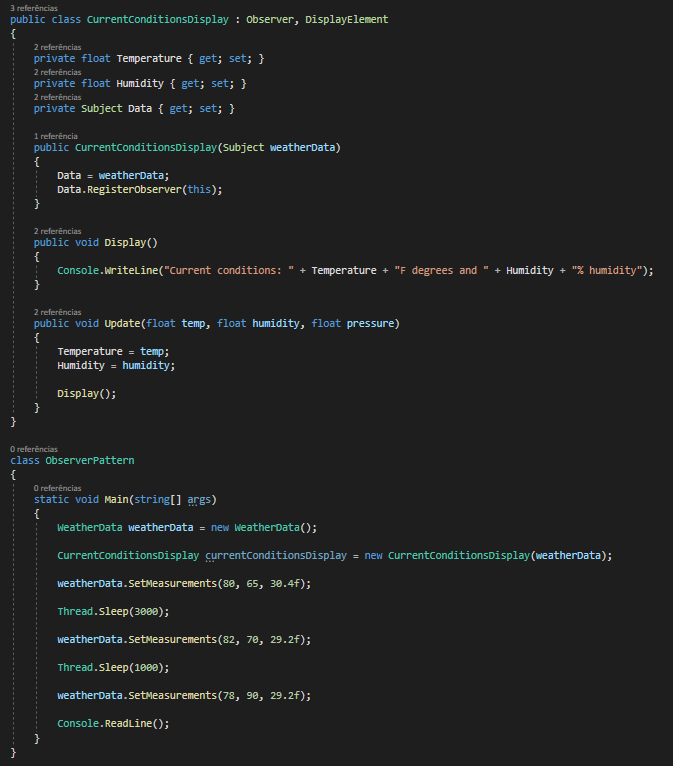 3 referências
public class CurrentConditionsDisplay : Observer, DisplayElement
{
2 referências
private float Temperature { get; set; }
2 referências
private float Humidity { get; set; }
2 referências
private Subject Data { get; set; }
1 referência
public CurrentConditionsDisplay(Subject weatherData)
{
Data = weatherData;
Data.RegisterObserver(this);
}
2 referências
public void Display()
{
Console.WriteLine("Current conditions: " + Temperature + "F degrees and " + Humidity + "% humidity");
}
2 referências
public void Update(float temp, float humidity, float pressure)
{
Temperature = temp;
Humidity = humidity;
Display();
}
}
0 referências
class ObserverPattern
{
0 referências
static void Main(string[] args)
{
WeatherData weatherData = new WeatherData();
CurrentConditionsDisplay currentConditionsDisplay = new CurrentConditionsDisplay(weatherData);
weatherData.SetMeasurements(80, 65, 30.4f);
Thread.Sleep(3000);
weatherData.SetMeasurements(82, 70, 29.2f);
Thread.Sleep(1000);
weatherData.SetMeasurements(78, 90, 29.2f);
Console.ReadLine();
}
}